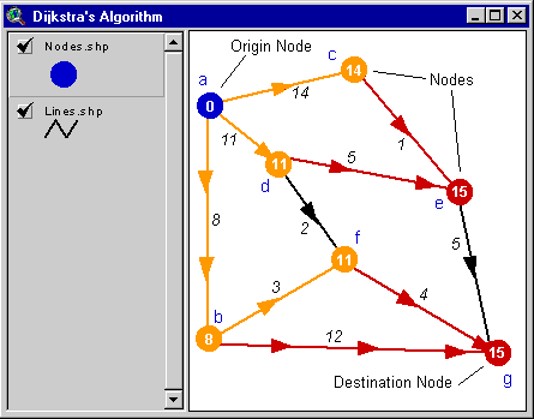 Dijkstra's Algorithm
Nodes.shp
Lines.shp
Origin Node
c
a
14
Nodes
0
14
11
1
5
11
d
15
e
2
8
f
5
11
3
4
b
8
12
15
Destination Node
g